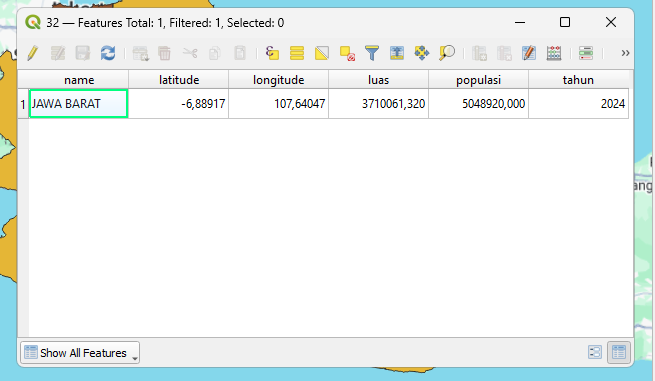 32 — Features Total: 1, Filtered: 1, Selected: 0
name latitude longitude luas populasi tahun
1 JAWA BARAT -6,88917 107,64047 3710061,320 5048920,000 2024
Show All Features
ang